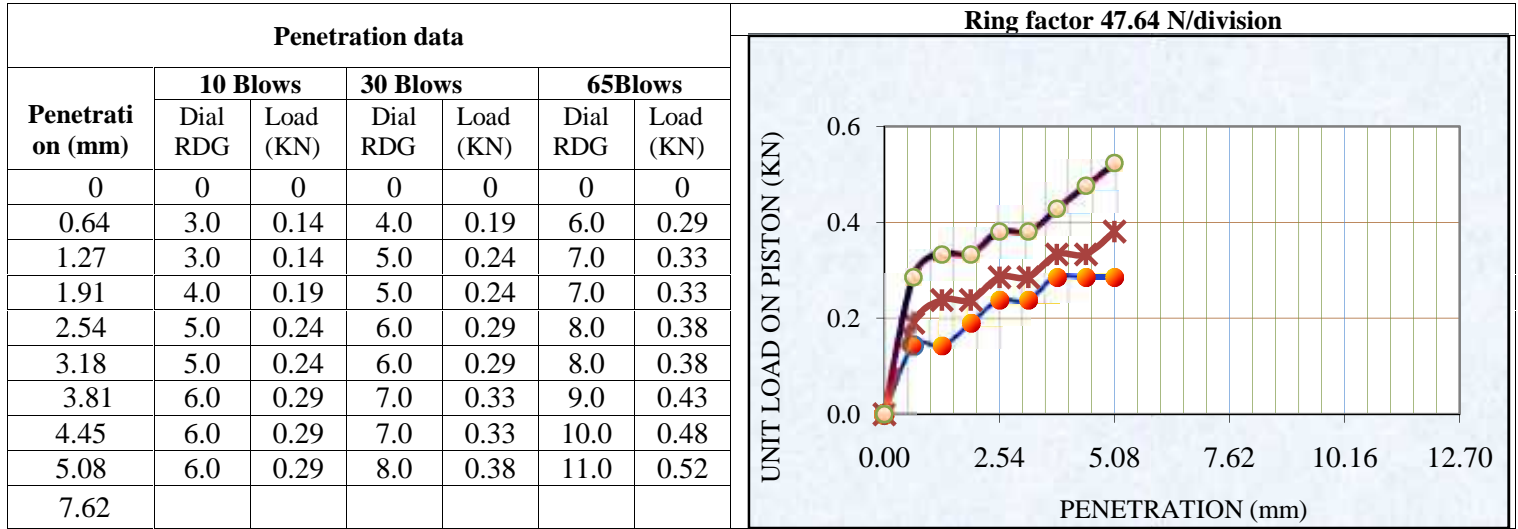 Penetration data
Ring factor 47.64 N/division
Penetrati on (mm) 10 Blows 30 Blows 65Blows
Dial RDG Load (KN) Dial RDG Load (KN) Dial RDG Load (KN)
0 0 0 0 0 0 0
0.64 3.0 0.14 4.0 0.19 6.0 0.29
1.27 3.0 0.14 5.0 0.24 7.0 0.33
1.91 4.0 0.19 5.0 0.24 7.0 0.33
2.54 5.0 0.24 6.0 0.29 8.0 0.38
3.18 5.0 0.24 6.0 0.29 8.0 0.38
3.81 6.0 0.29 7.0 0.33 9.0 0.43
4.45 6.0 0.29 7.0 0.33 10.0 0.48
5.08 6.0 0.29 8.0 0.38 11.0 0.52
7.62
UNIT LOAD ON PISTON (KN)
0.6
0.4
0.2
0.0
0.00 2.54 5.08 7.62 10.16 12.70
PENETRATION (mm)